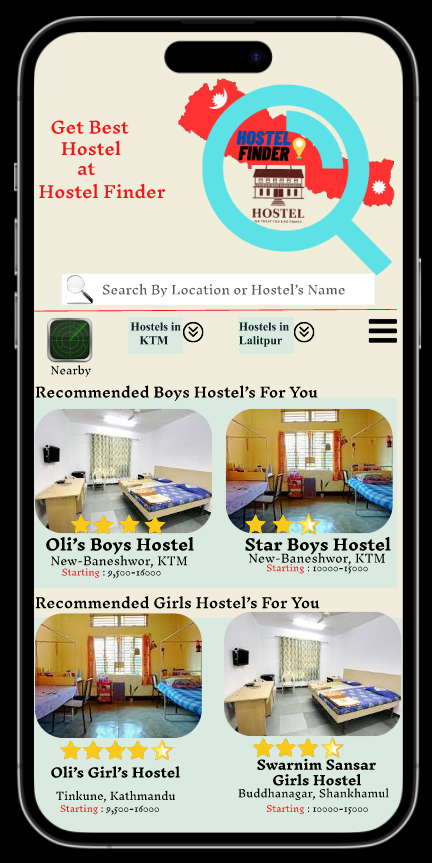 Get Best
Hostel
at
Hostel Finder
HOSTEL
FINDER
HOSTEL
Search By Location or Hostel's Name
Nearby
Hostels in
KTM
Hostels in
Lalitpur
Recommended Boys Hostel's For You
Oli's Boys Hostel
New-Baneshwor, KTM
Starting : 9,500-16000
Star Boys Hostel
New-Baneshwor, KTM
Starting : 10000-15000
Recommended Girls Hostel's For You
Oli's Girl's Hostel
Tinkune, Kathmandu
Starting : 9,500-16000
Swarnim Sansar
Girls Hostel
Buddhanagar, Shankhamul
Starting : 10000-15000